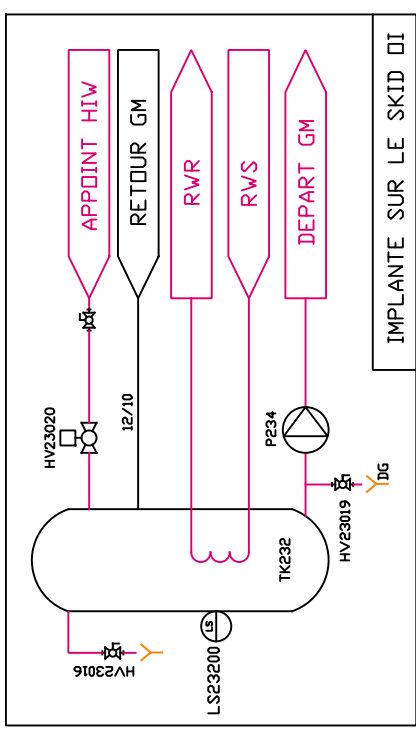 APPOINT HIW
RETOUR GM
RWR
RWS
DEPART GM
IMPLANTE SUR LE SKID OI
HV23020
12/10
P234
DG
HV23019
TK232
LS
LS23200
HV23016